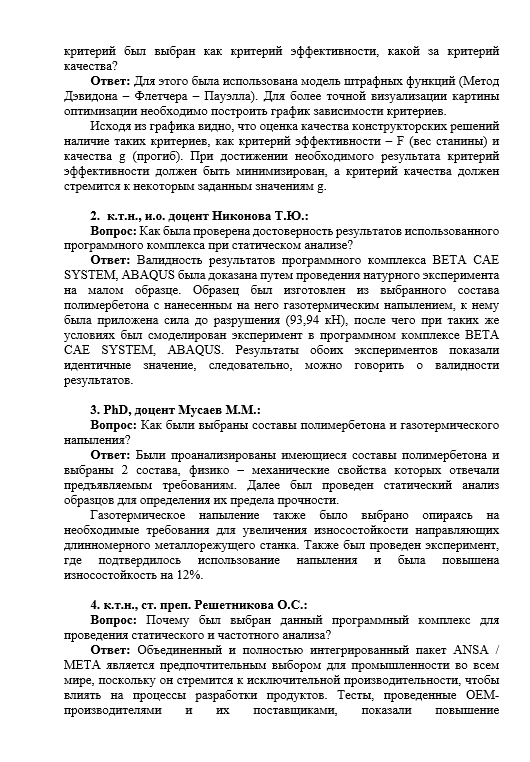 критерий был выбран как критерий эффективности, какой за критерий
качества?
Ответ: Для этого была использована модель штрафных функций (Метод
Дэвидона – Флетчера – Пауэлла). Для более точной визуализации картины
оптимизации необходимо построить график зависимости критериев.
Исходя из графика видно, что оценка качества конструкторских решений
наличие таких критериев, как критерий эффективности – F (вес станины) и
качества g (прогиб). При достижении необходимого результата критерий
эффективности должен быть минимизирован, а критерий качества должен
стремится к некоторым заданным значениям g.
2. к.т.н., и.о. доцент Никонова Т.Ю.:
Вопрос: Как была проверена достоверность результатов использованного
программного комплекса при статическом анализе?
Ответ: Валидность результатов программного комплекса BETA CAE
SYSTEM, ABAQUS была доказана путем проведения натурного эксперимента
на малом образце. Образец был изготовлен из выбранного состава
полимербетона с нанесенным на него газотермическим напылением, к нему
была приложена сила до разрушения (93,94 кН), после чего при таких же
условиях был смоделирован эксперимент в программном комплексе BETA
CAE SYSTEM, ABAQUS. Результаты обоих экспериментов показали
идентичные значение, следовательно, можно говорить о валидности
результатов.
3. PhD, доцент Мусаев М.М.:
Вопрос: Как были выбраны составы полимербетона и газотермического
напыления?
Ответ: Были проанализированы имеющиеся составы полимербетона и
выбраны 2 состава, физико – механические свойства которых отвечали
предъявляемым требованиям. Далее был проведен статический анализ
образцов для определения их предела прочности.
Газотермическое напыление также было выбрано опираясь на
необходимые требования для увеличения износостойкости направляющих
длинномерного металлорежущего станка. Также был проведен эксперимент,
где подтвердилось использование напыления и была повышена
износостойкость на 12%.
4. к.т.н., ст. преп. Решетникова О.С.:
Вопрос: Почему был выбран данный программный комплекс для
проведения статического и частотного анализа?
Ответ: Объединенный и полностью интегрированный пакет ANSA /
META является предпочтительным выбором для промышленности во всем
мире, поскольку он стремится к исключительной производительности, чтобы
влиять на процессы разработки продуктов. Тесты, проведенные OEM-
производителями и их поставщиками, показали повышение